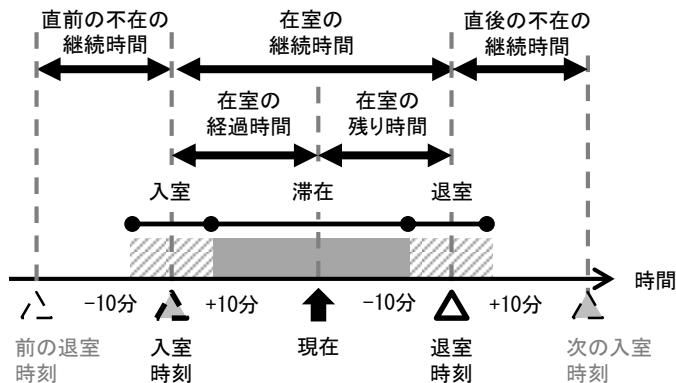 直前の不在の
継続時間
在室の
継続時間
直後の不在の
継続時間
在室の
経過時間
在室の
残り時間
入室
滞在
退室
時間
−10分
+10分
−10分
+10分
前の退室
時刻
入室
時刻
現在
退室
時刻
次の入室
時刻